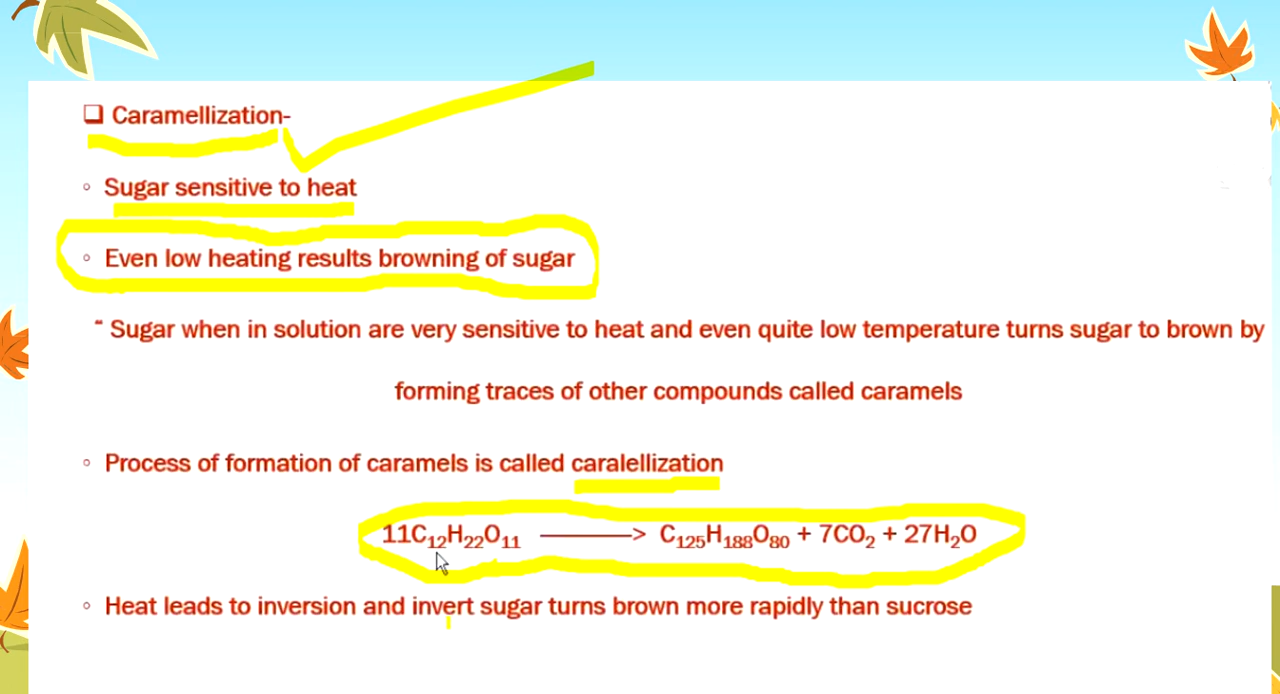 ❑ Caramellization-
◦ Sugar sensitive to heat
◦ Even low heating results browning of sugar
“ Sugar when in solution are very sensitive to heat and even quite low temperature turns sugar to brown by
forming traces of other compounds called caramels
◦ Process of formation of caramels is called caralellization
11C₁₂H₂₂O₁₁ ———> C₁₂₅H₁₈₈O₈₀ + 7CO₂ + 27H₂O
◦ Heat leads to inversion and invert sugar turns brown more rapidly than sucrose